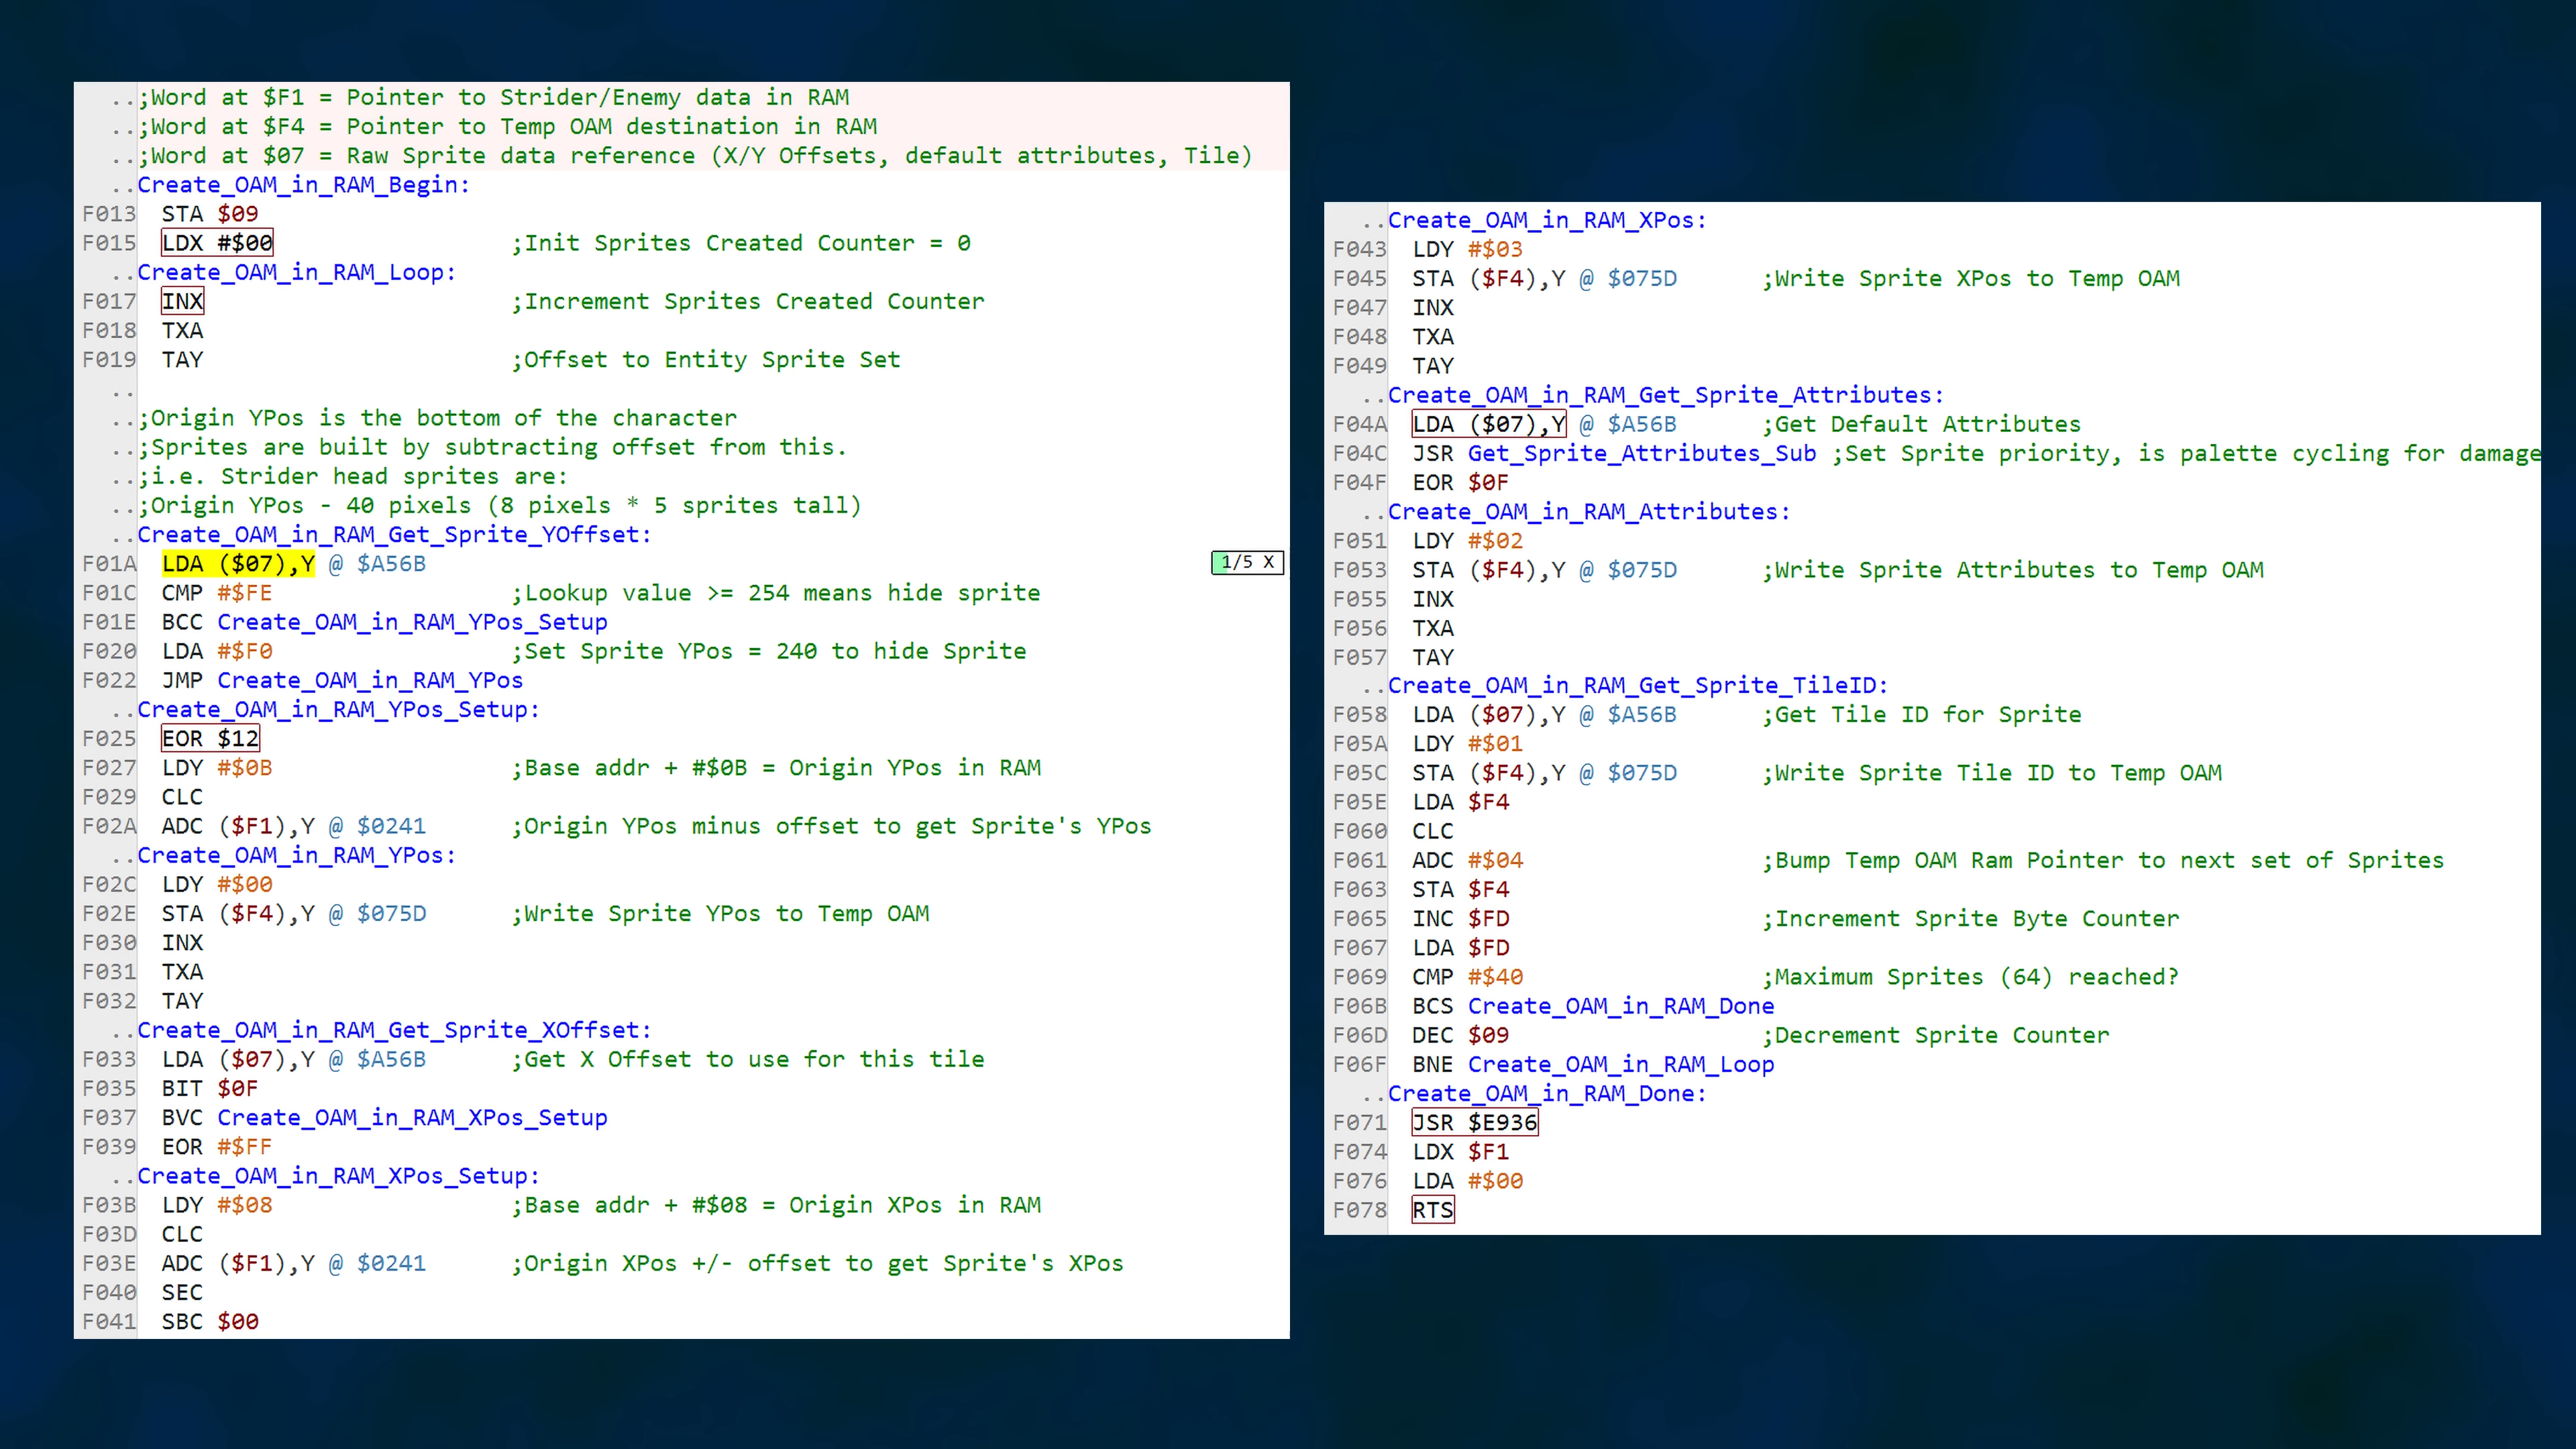 ..;Word at $F1 = Pointer to Strider/Enemy data in RAM
..;Word at $F4 = Pointer to Temp OAM destination in RAM
..;Word at $07 = Raw Sprite data reference (X/Y Offsets, default attributes, Tile)
..Create_OAM_in_RAM_Begin:
F013 STA $09
F015 LDX #$00 ;Init Sprites Created Counter = 0
..Create_OAM_in_RAM_Loop:
F017 INX ;Increment Sprites Created Counter
F018 TXA
F019 TAY ;Offset to Entity Sprite Set
..
..;Origin YPos is the bottom of the character
..;Sprites are built by subtracting offset from this.
..;i.e. Strider head sprites are:
..;Origin YPos - 40 pixels (8 pixels * 5 sprites tall)
..Create_OAM_in_RAM_Get_Sprite_YOffset:
F01A LDA ($07),Y @ $A56B 1/5 X
F01C CMP #$FE ;Lookup value >= 254 means hide sprite
F01E BCC Create_OAM_in_RAM_YPos_Setup
F020 LDA #$F0 ;Set Sprite YPos = 240 to hide Sprite
F022 JMP Create_OAM_in_RAM_YPos
..Create_OAM_in_RAM_YPos_Setup:
F025 EOR $12
F027 LDY #$0B ;Base addr + #$0B = Origin YPos in RAM
F029 CLC
F02A ADC ($F1),Y @ $0241 ;Origin YPos minus offset to get Sprite's YPos
..Create_OAM_in_RAM_YPos:
F02C LDY #$00
F02E STA ($F4),Y @ $075D ;Write Sprite YPos to Temp OAM
F030 INX
F031 TXA
F032 TAY
..Create_OAM_in_RAM_Get_Sprite_XOffset:
F033 LDA ($07),Y @ $A56B ;Get X Offset to use for this tile
F035 BIT $0F
F037 BVC Create_OAM_in_RAM_XPos_Setup
F039 EOR #$FF
..Create_OAM_in_RAM_XPos_Setup:
F03B LDY #$08 ;Base addr + #$08 = Origin XPos in RAM
F03D CLC
F03E ADC ($F1),Y @ $0241 ;Origin XPos +/- offset to get Sprite's XPos
F040 SEC
F041 SBC $00
..Create_OAM_in_RAM_XPos:
F043 LDY #$03
F045 STA ($F4),Y @ $075D ;Write Sprite XPos to Temp OAM
F047 INX
F048 TXA
F049 TAY
..Create_OAM_in_RAM_Get_Sprite_Attributes:
F04A LDA ($07),Y @ $A56B ;Get Default Attributes
F04C JSR Get_Sprite_Attributes_Sub ;Set Sprite priority, is palette cycling for damage
F04F EOR $0F
..Create_OAM_in_RAM_Attributes:
F051 LDY #$02
F053 STA ($F4),Y @ $075D ;Write Sprite Attributes to Temp OAM
F055 INX
F056 TXA
F057 TAY
..Create_OAM_in_RAM_Get_Sprite_TileID:
F058 LDA ($07),Y @ $A56B ;Get Tile ID for Sprite
F05A LDY #$01
F05C STA ($F4),Y @ $075D ;Write Sprite Tile ID to Temp OAM
F05E LDA $F4
F060 CLC
F061 ADC #$04 ;Bump Temp OAM Ram Pointer to next set of Sprites
F063 STA $F4
F065 INC $FD ;Increment Sprite Byte Counter
F067 LDA $FD
F069 CMP #$40 ;Maximum Sprites (64) reached?
F06B BCS Create_OAM_in_RAM_Done
F06D DEC $09 ;Decrement Sprite Counter
F06F BNE Create_OAM_in_RAM_Loop
..Create_OAM_in_RAM_Done:
F071 JSR $E936
F074 LDX $F1
F076 LDA #$00
F078 RTS